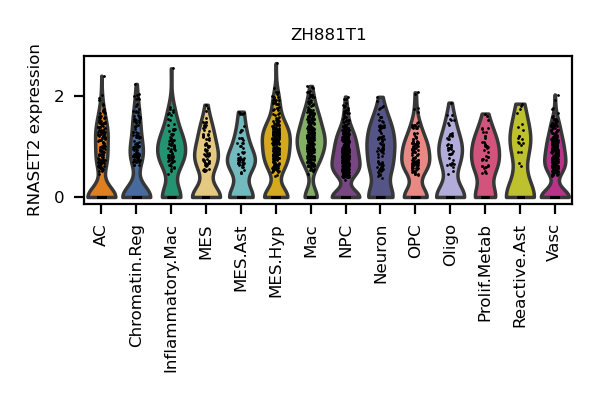 ZH881T1
RNASET2 expression
2
0
AC
Chromatin.Reg
Inflammatory.Mac
MES
MES.Ast
MES.Hyp
Mac
NPC
Neuron
OPC
Oligo
Prolif.Metab
Reactive.Ast
Vasc